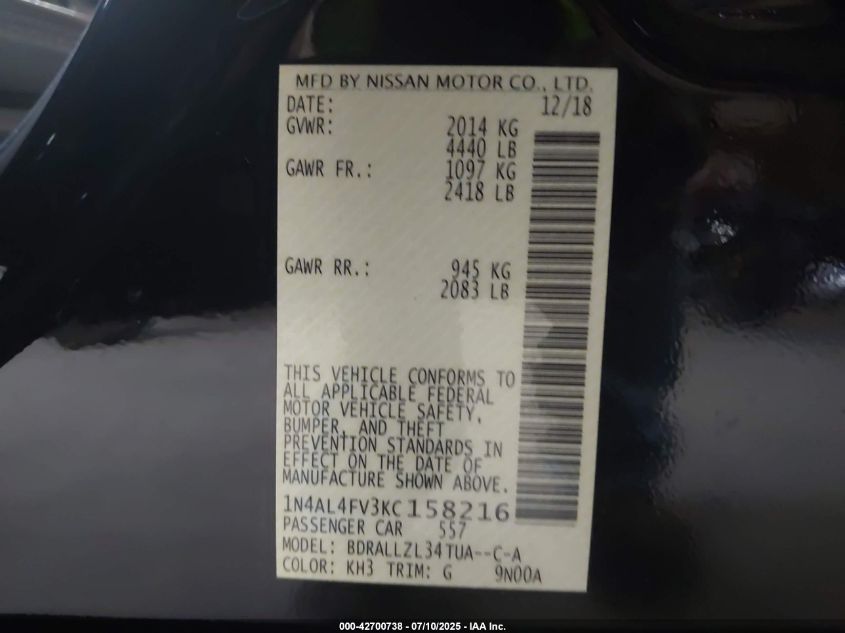 MFD BY NISSAN MOTOR CO., LTD.
DATE: 12/18
GVWR: 2014 KG
4440 LB
GAWR FR.: 1097 KG
2418 LB
GAWR RR.: 945 KG
2083 LB
THIS VEHICLE CONFORMS TO
ALL APPLICABLE FEDERAL
MOTOR VEHICLE SAFETY,
BUMPER, AND THEFT
PREVENTION STANDARDS IN
EFFECT ON THE DATE OF
MANUFACTURE SHOWN ABOVE.
1N4AL4FV3KC158216
PASSENGER CAR 557
MODEL: BDRALLZL34TUA--C-A
COLOR: KH3 TRIM: G 9N00A
000-42700738 - 07/10/2025 - IAA Inc.